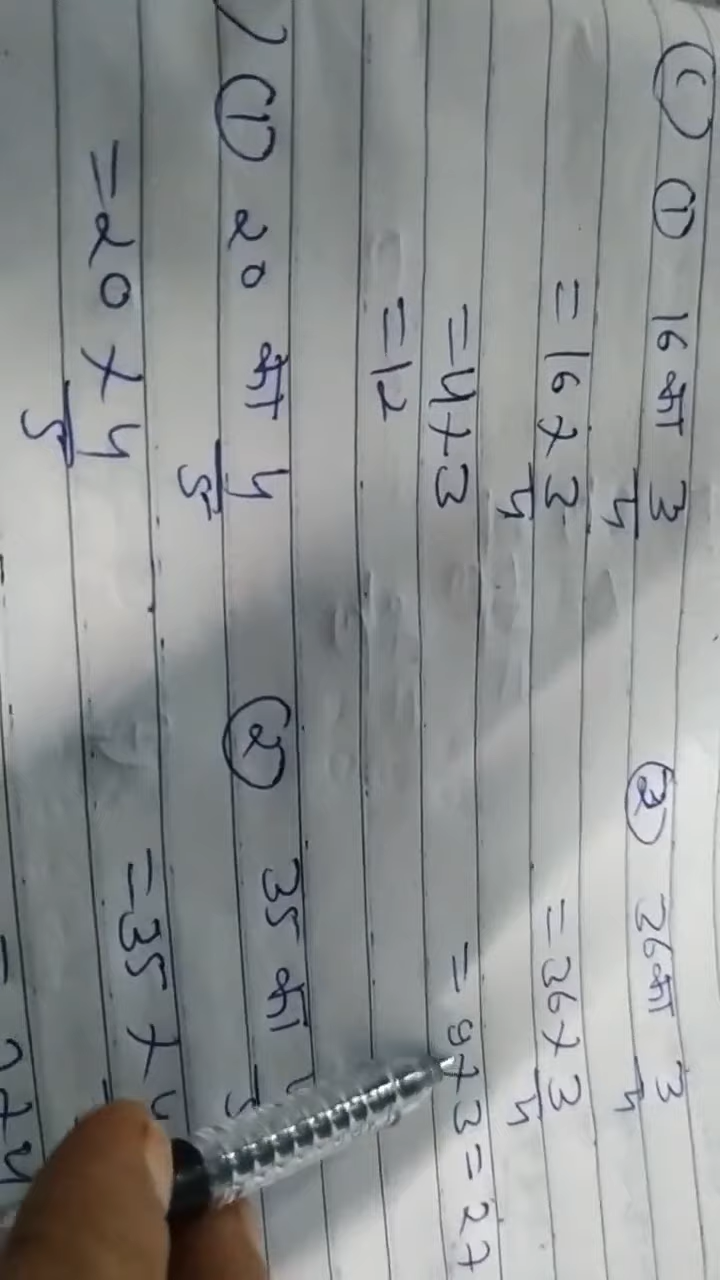 (c) ① 16 का 3/4 ② 36 का 3/4
= 16 × 3/4 = 36 × 3/4
= 4 × 3 = 9 × 3 = 27
= 12
) ① 20 का 4/5 ② 35 का
= 20 × 4/5 = 35 × 4